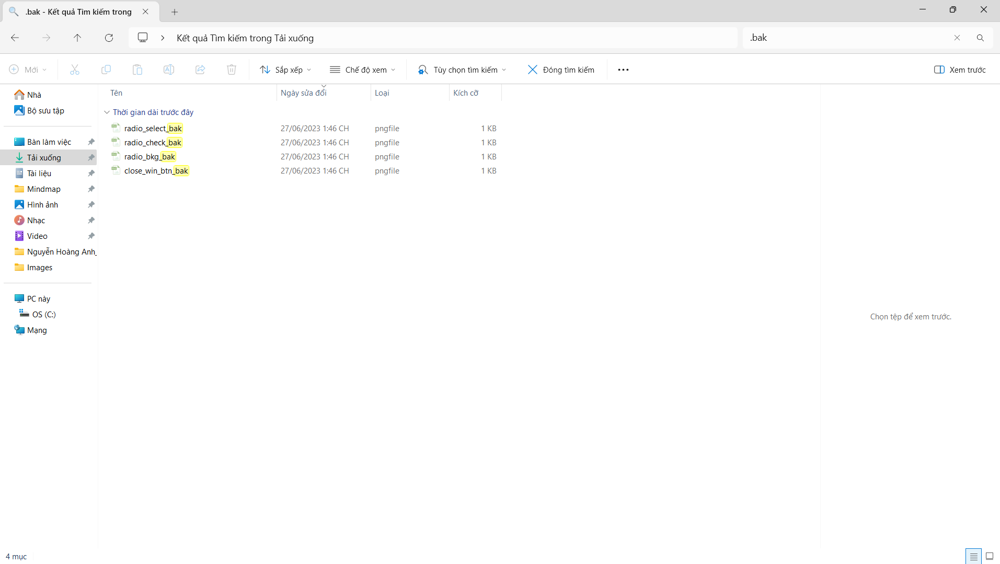 .bak - Kết quả Tìm kiếm trong
Kết quả Tìm kiếm trong Tải xuống
.bak
Mới
Sắp xếp
Chế độ xem
Tùy chọn tìm kiếm
Đóng tìm kiếm
Xem trước
Nhà
Bộ sưu tập
Bàn làm việc
Tải xuống
Tài liệu
Mindmap
Hình ảnh
Nhạc
Video
Nguyễn Hoàng Anh_
Images
PC này
OS (C:)
Mạng
Tên Ngày sửa đổi Loại Kích cỡ
Thời gian dài trước đây
radio_select_bak 27/06/2023 1:46 CH pngfile 1 KB
radio_check_bak 27/06/2023 1:46 CH pngfile 1 KB
radio_bkg_bak 27/06/2023 1:46 CH pngfile 1 KB
close_win_btn_bak 27/06/2023 1:46 CH pngfile 1 KB
Chọn tệp để xem trước.
4 mục